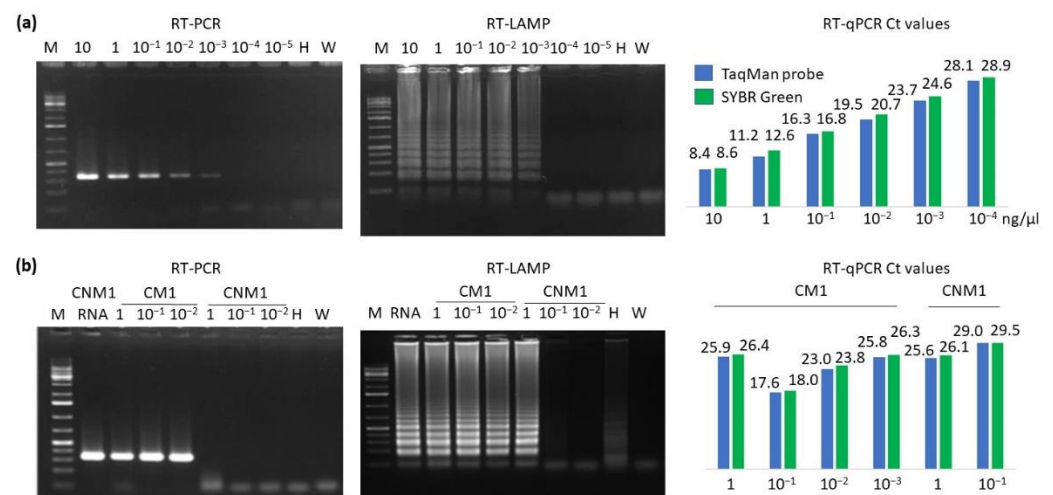 (a)
RT-PCR
M 10 1 10⁻¹ 10⁻² 10⁻³ 10⁻⁴ 10⁻⁵ H W
RT-LAMP
M 10 1 10⁻¹ 10⁻² 10⁻³ 10⁻⁴ 10⁻⁵ H W
RT-qPCR Ct values
TaqMan probe
SYBR Green
8.4 8.6 11.2 12.6 16.3 16.8 19.5 20.7 23.7 24.6 28.1 28.9
10 1 10⁻¹ 10⁻² 10⁻³ 10⁻⁴ ng/µl
(b)
RT-PCR
CNM1 CM1 CNM1
M RNA 1 10⁻¹ 10⁻² 1 10⁻¹ 10⁻² H W
RT-LAMP
CM1 CNM1
M RNA 1 10⁻¹ 10⁻² 1 10⁻¹ 10⁻² H W
RT-qPCR Ct values
CM1 CNM1
25.9 26.4 17.6 18.0 23.0 23.8 25.8 26.3 25.6 26.1 29.0 29.5
1 10⁻¹ 10⁻² 10⁻³ 1 10⁻¹